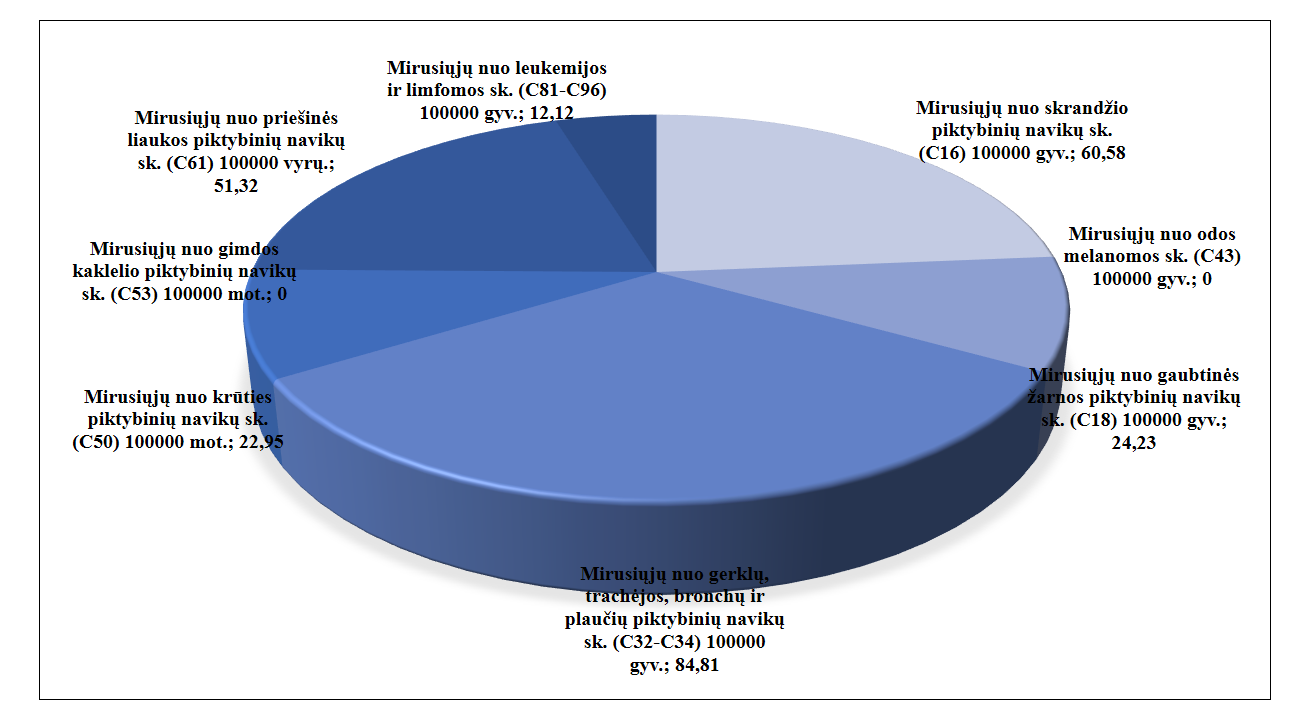 Mirusiųjų nuo leukemijos
ir limfomos sk. (C81-C96)
100000 gyv.; 12,12
Mirusiųjų nuo skrandžio
piktybinių navikų sk.
(C16) 100000 gyv.; 60,58
Mirusiųjų nuo odos
melanomos sk. (C43)
100000 gyv.; 0
Mirusiųjų nuo gaubtinės
žarnos piktybinių navikų
sk. (C18) 100000 gyv.;
24,23
Mirusiųjų nuo gerklų,
trachėjos, bronchų ir
plaučių piktybinių navikų
sk. (C32-C34) 100000
gyv.; 84,81
Mirusiųjų nuo krūties
piktybinių navikų sk.
(C50) 100000 mot.; 22,95
Mirusiųjų nuo gimdos
kaklelio piktybinių navikų
sk. (C53) 100000 mot.; 0
Mirusiųjų nuo priešinės
liaukos piktybinių navikų
sk. (C61) 100000 vyrų.;
51,32